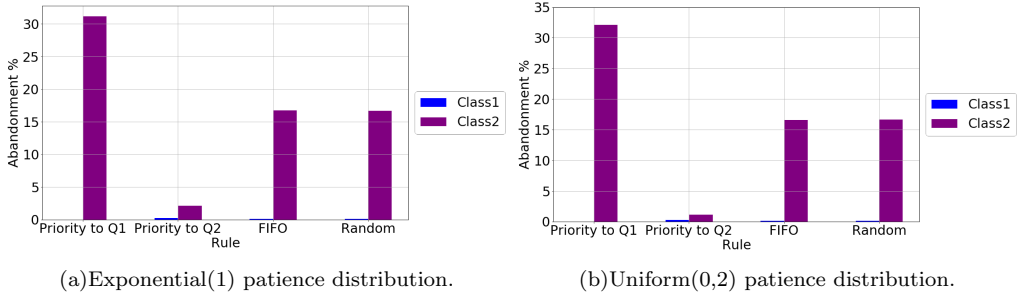 Abandonment %
30
25
20
15
10
5
0
Priority to Q1 Priority to Q2 FIFO Random
Rule
Class1
Class2
(a)Exponential(1) patience distribution.
Abandonment %
35
30
25
20
15
10
5
0
Priority to Q1 Priority to Q2 FIFO Random
Rule
Class1
Class2
(b)Uniform(0,2) patience distribution.